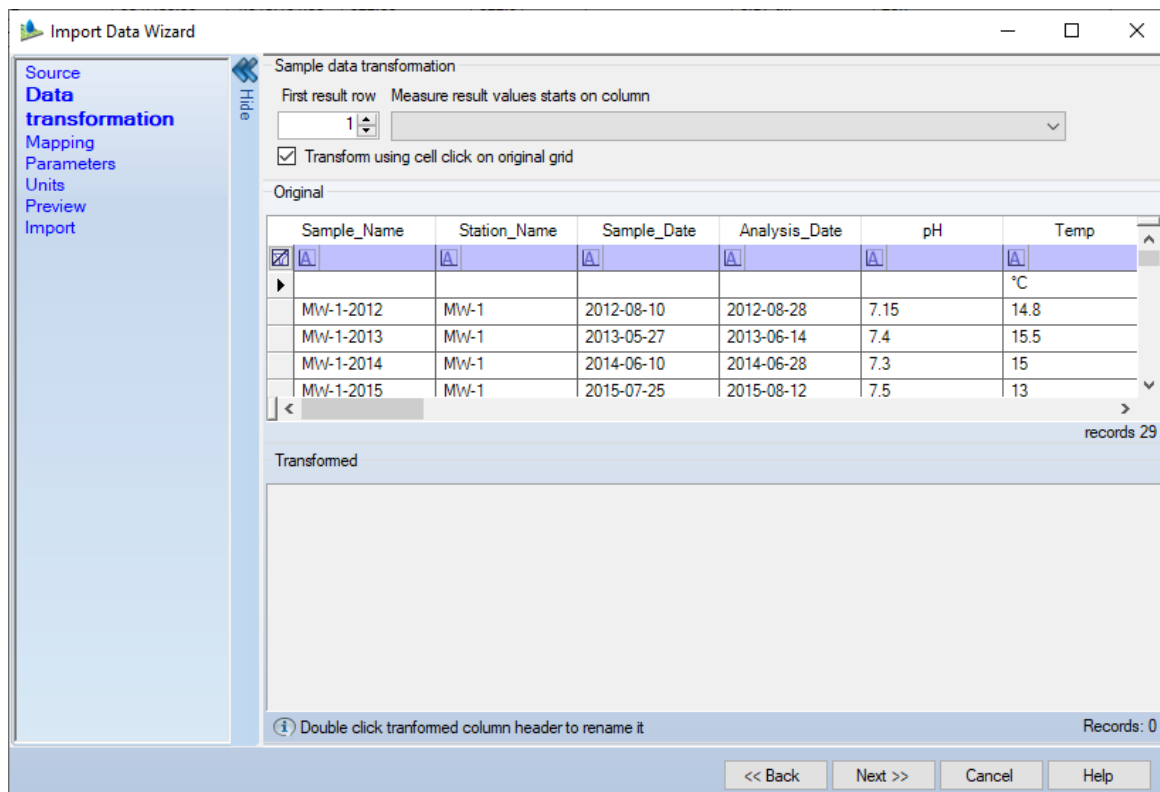 Import Data Wizard
Source
Data
transformation
Mapping
Parameters
Units
Preview
Import
Hide
Sample data transformation
First result row Measure result values starts on column
1
Transform using cell click on original grid
Original
Sample_Name Station_Name Sample_Date Analysis_Date pH Temp
A A A A A A
°C
MW-1-2012 MW-1 2012-08-10 2012-08-28 7.15 14.8
MW-1-2013 MW-1 2013-05-27 2013-06-14 7.4 15.5
MW-1-2014 MW-1 2014-06-10 2014-06-28 7.3 15
MW-1-2015 MW-1 2015-07-25 2015-08-12 7.5 13
records 29
Transformed
Double click tranformed column header to rename it Records: 0
<< Back Next >> Cancel Help